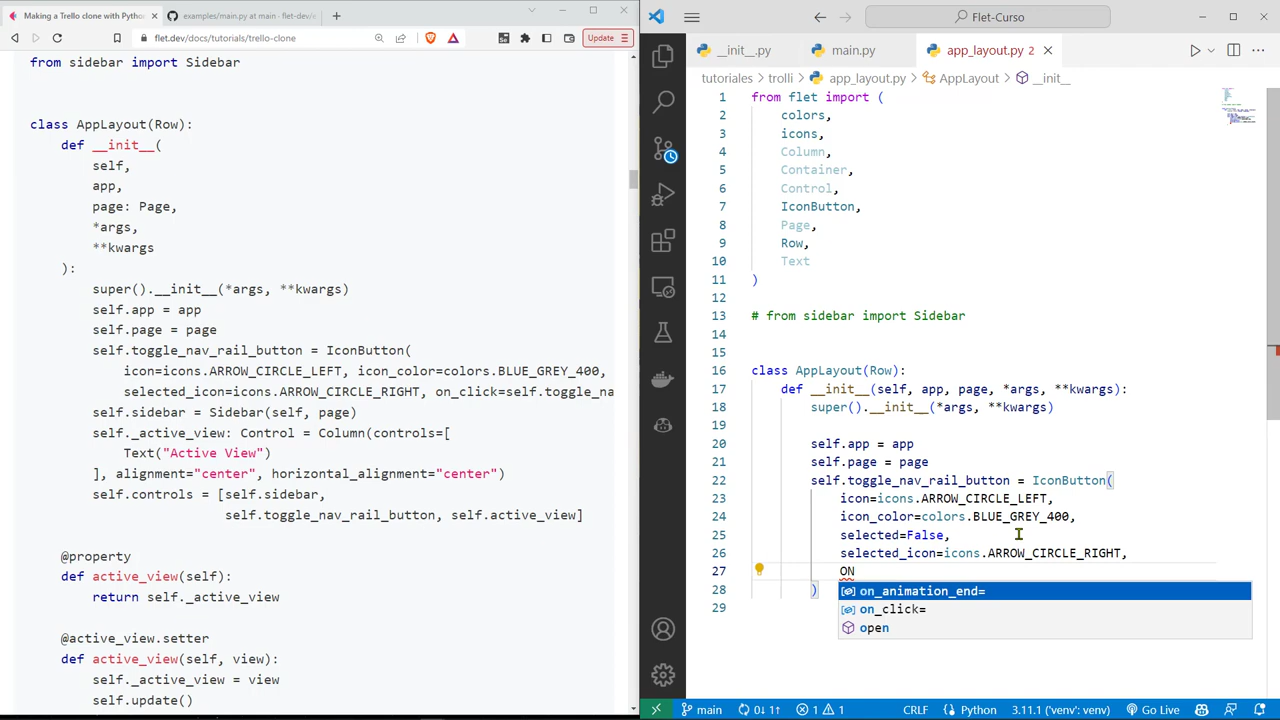 Making a Trello clone with Pytho
examples/main.py at main · flet-dev/e
flet.dev/docs/tutorials/trello-clone
Update
from sidebar import Sidebar
class AppLayout(Row):
def __init__(
self,
app,
page: Page,
*args,
**kwargs
):
super().__init__(*args, **kwargs)
self.app = app
self.page = page
self.toggle_nav_rail_button = IconButton(
icon=icons.ARROW_CIRCLE_LEFT, icon_color=colors.BLUE_GREY_400,
selected_icon=icons.ARROW_CIRCLE_RIGHT, on_click=self.toggle_na
self.sidebar = Sidebar(self, page)
self._active_view: Control = Column(controls=[
Text("Active View")
], alignment="center", horizontal_alignment="center")
self.controls = [self.sidebar,
self.toggle_nav_rail_button, self.active_view]
@property
def active_view(self):
return self._active_view
@active_view.setter
def active_view(self, view):
self._active_view = view
self.update()
Flet-Curso
__init__.py
main.py
app_layout.py 2
tutoriales > trolli > app_layout.py > AppLayout > __init__
1 from flet import (
2 colors,
3 icons,
4 Column,
5 Container,
6 Control,
7 IconButton,
8 Page,
9 Row,
10 Text
11 )
12
13 # from sidebar import Sidebar
14
15
16 class AppLayout(Row):
17 def __init__(self, app, page, *args, **kwargs):
18 super().__init__(*args, **kwargs)
19
20 self.app = app
21 self.page = page
22 self.toggle_nav_rail_button = IconButton(
23 icon=icons.ARROW_CIRCLE_LEFT,
24 icon_color=colors.BLUE_GREY_400,
25 selected=False,
26 selected_icon=icons.ARROW_CIRCLE_RIGHT,
27 ON
28 )
on_animation_end=
29
on_click=
open
main 0↓ 1↑ 1 1 CRLF Python 3.11.1 ('venv': venv) Go Live